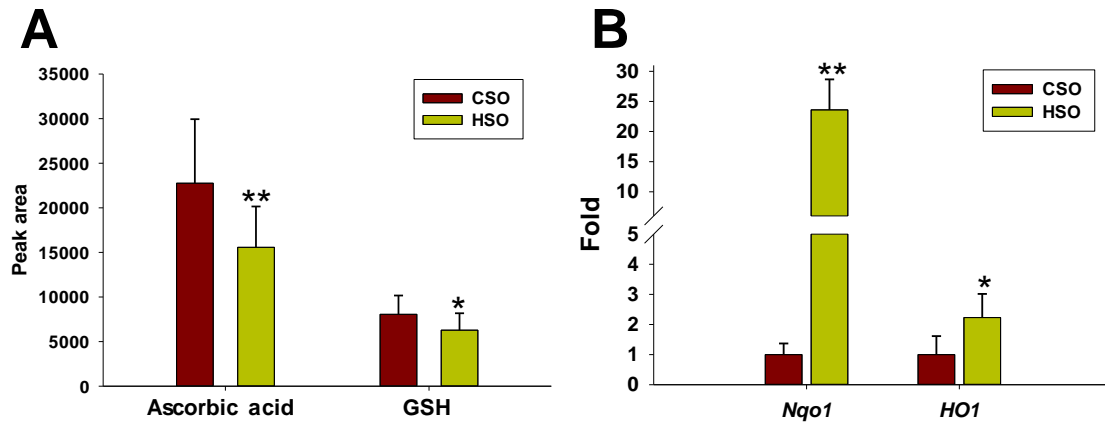 A
35000
30000
25000
20000
15000
10000
5000
0
Peak area
CSO
HSO
**
*
Ascorbic acid
GSH
B
30
25
20
15
10
5
4
3
2
1
0
Fold
CSO
HSO
**
*
Nqo1
HO1